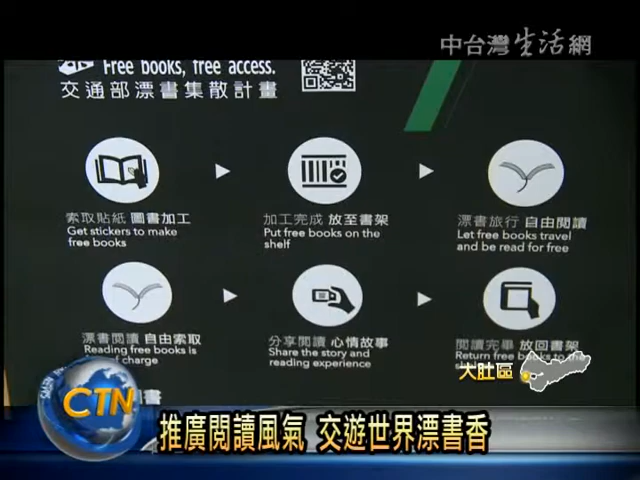 中台灣生活網
Free books, free access.
交通部漂書集散計畫
索取貼紙 圖書加工
Get stickers to make
free books
加工完成 放至書架
Put free books on the
shelf
漂書旅行 自由閱讀
Let free books travel
and be read for free
漂書閱讀 自由索取
Reading free books is
of charge
分享閱讀 心情故事
Share the story and
reading experience
閱讀完畢 放回書架
Return free books to the
大肚區
CTN
推廣閱讀風氣 交遊世界漂書香